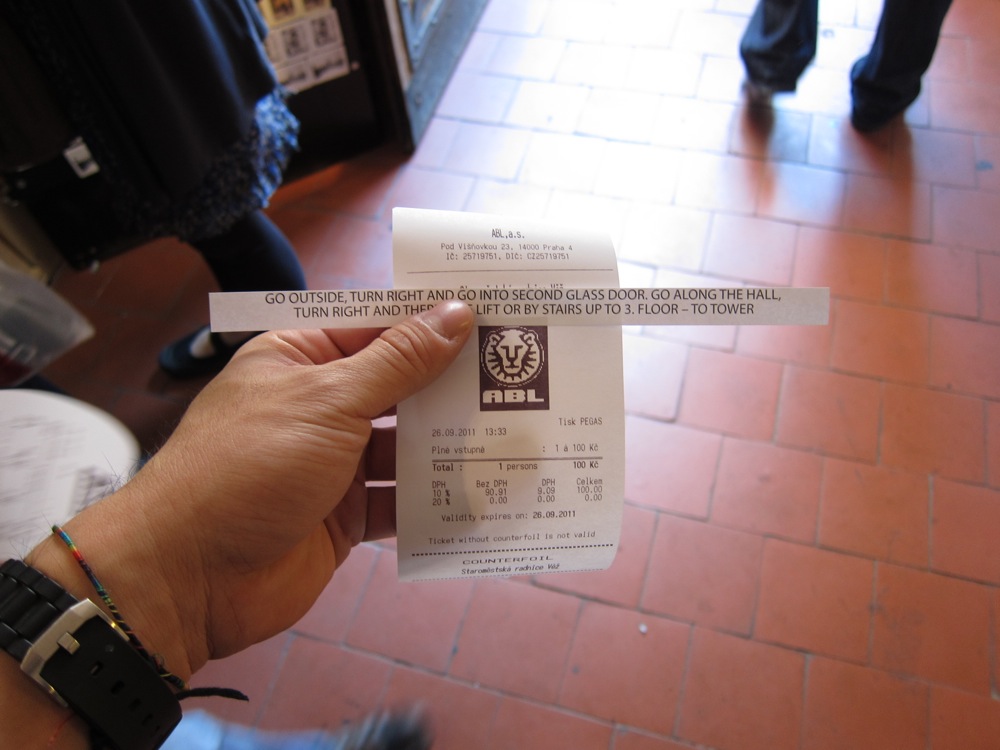 ABL,a.s.
Pod Višňovkou 23, 14000 Praha 4
IČ: 25719751, DIČ: CZ25719751
GO OUTSIDE, TURN RIGHT AND GO INTO SECOND GLASS DOOR. GO ALONG THE HALL,
TURN RIGHT AND LIFT OR BY STAIRS UP TO 3. FLOOR – TO TOWER
ABL
Tisk PEGAS
26.09.2011 13:33
Plné vstupné : 1 á 100 Kč
Total : 1 persons 100 Kč
DPH Bez DPH DPH Celkem
10 % 90.91 9.09 100.00
20 % 0.00 0.00 0.00
Validity expires on: 26.09.2011
Ticket without counterfoil is not valid
COUNTERFOIL
Staroměstská radnice Věž